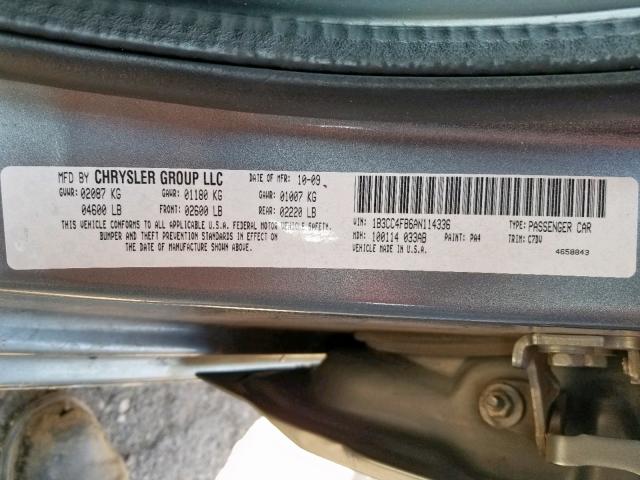 MFD BY CHRYSLER GROUP LLC DATE OF MFR: 10-09
GVWR: 02087 KG GAWR: 01180 KG GAWR: 01007 KG
04600 LB FRONT: 02600 LB REAR: 02220 LB
THIS VEHICLE CONFORMS TO ALL APPLICABLE U.S.A. FEDERAL MOTOR VEHICLE SAFETY,
BUMPER AND THEFT PREVENTION STANDARDS IN EFFECT ON
THE DATE OF MANUFACTURE SHOWN ABOVE.
VIN: 1B3CC4FB6AN114336 TYPE: PASSENGER CAR
MDH: 100114 033AB PAINT: PA4 TRIM: C7DV
VEHICLE MADE IN U.S.A. 4658843